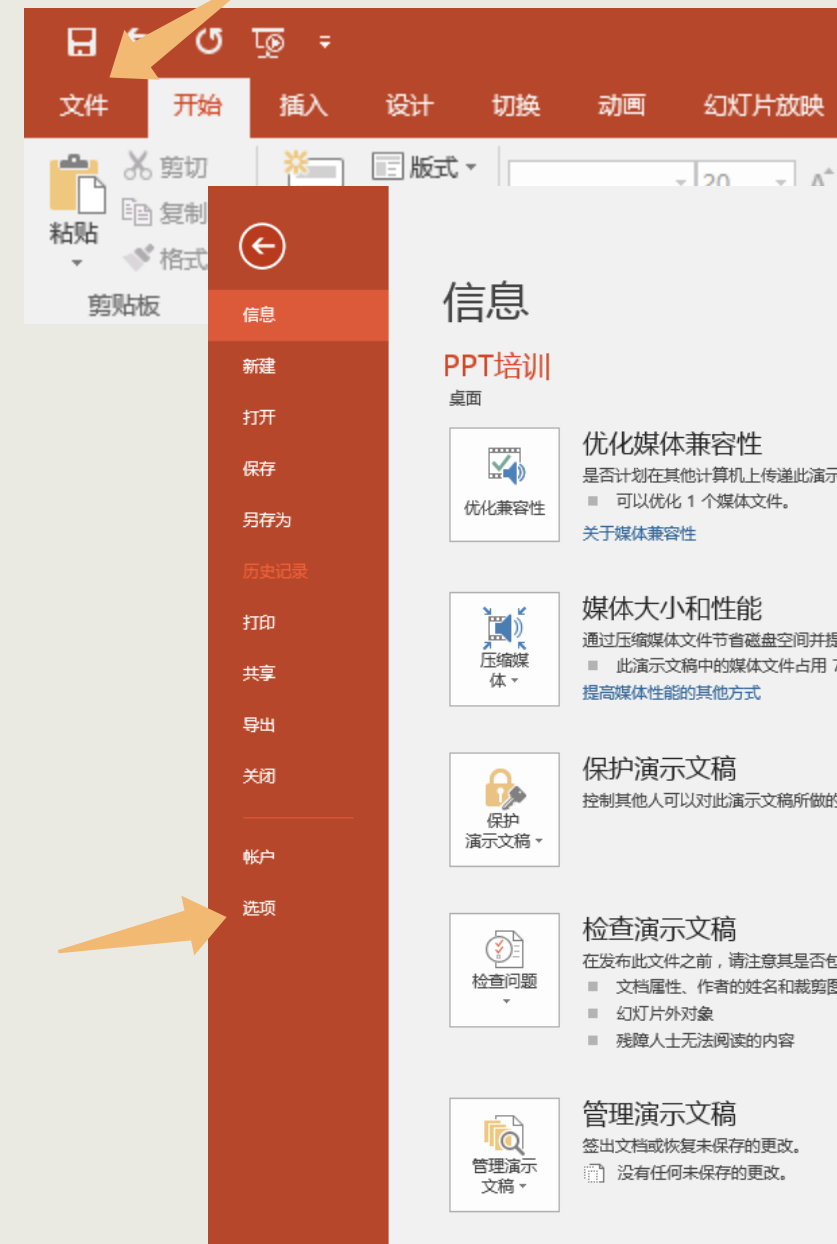 文件 开始 插入 设计 切换 动画 幻灯片放映
剪切
版式
20
粘贴
复制
格式
剪贴板
信息
新建
打开
保存
另存为
历史记录
打印
共享
导出
关闭
帐户
选项
信息
PPT培训
桌面
优化兼容性
优化媒体兼容性
是否计划在其他计算机上传递此演示
可以优化 1 个媒体文件。
关于媒体兼容性
压缩媒
体
媒体大小和性能
通过压缩媒体文件节省磁盘空间并提
此演示文稿中的媒体文件占用 7
提高媒体性能的其他方式
保护
演示文稿
保护演示文稿
控制其他人可以对此演示文稿所做的
检查问题
检查演示文稿
在发布此文件之前，请注意其是否包
文档属性、作者的姓名和裁剪图
幻灯片外对象
残障人士无法阅读的内容
管理演示
文稿
管理演示文稿
签出文档或恢复未保存的更改。
没有任何未保存的更改。